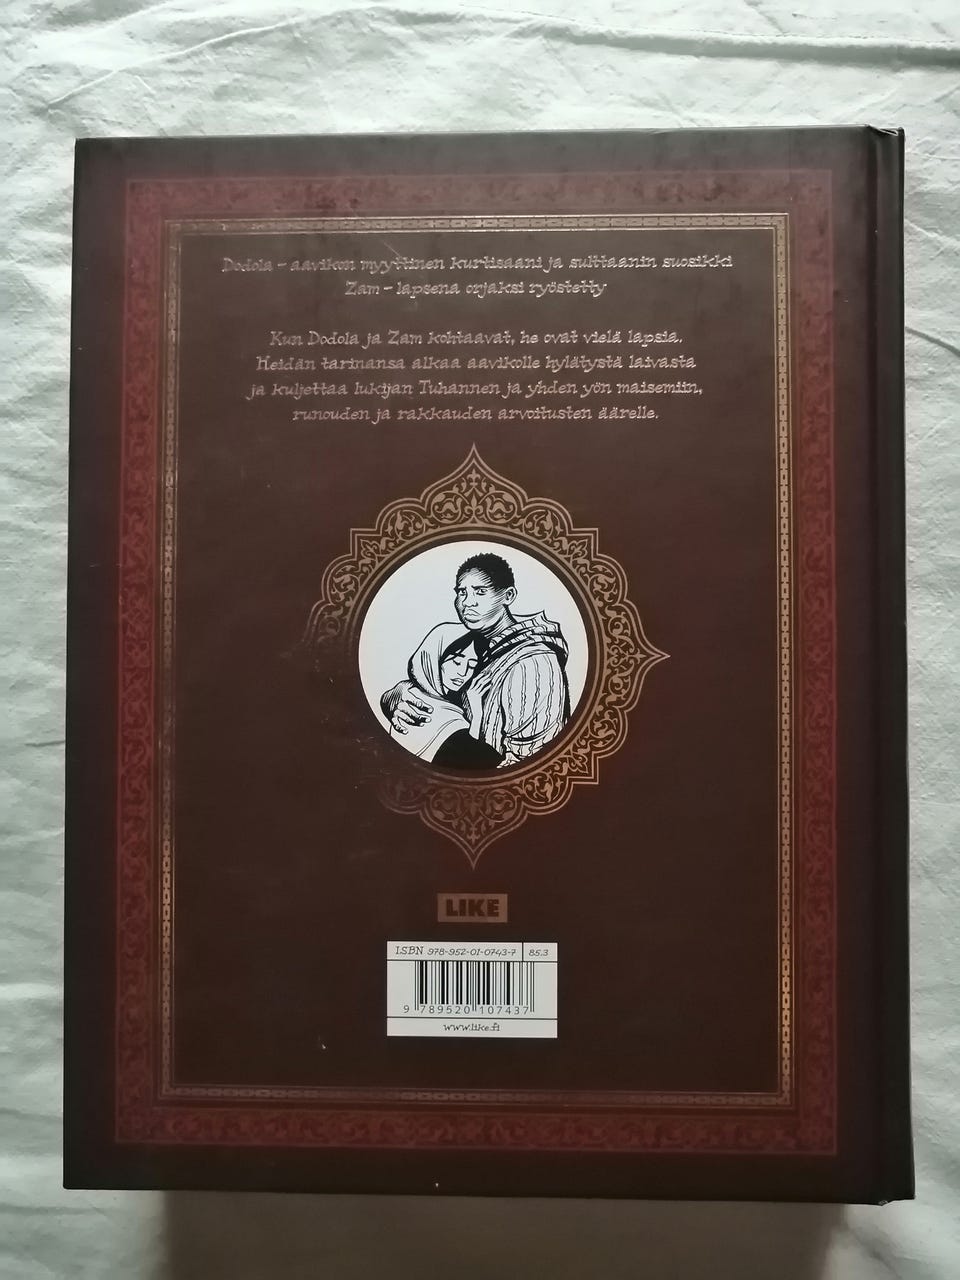 Dodola – aavikon myyttinen kurtisaani ja sulttaanin suosikki
Zam – lapsena orjaksi ryöstetty
Kun Dodola ja Zam kohtaavat, he ovat vielä lapsia.
Heidän tarinansa alkaa aavikolle hylätystä laivasta
ja kuljettaa lukijan Tuhannen ja yhden yön maisemiin,
runouden ja rakkauden arvoitusten äärelle.
LIKE
ISBN 978-952-01-0743-7 85.3
9 789520 107437
www.like.fi